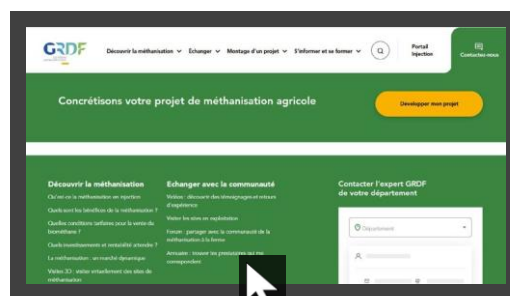 GRDF
Découvrir la méthanisation
Echanger
Montage d'un projet
S'informer et se former
Portail
Injection
Contactez-nous
Concrétisons votre projet de méthanisation agricole
Développer mon projet
Découvrir la méthanisation
Qu'est-ce la méthanisation en injection
Quels sont les bénéfices de la méthanisation ?
Quelles conditions tarifaires pour la vente du
biométhane ?
Quels investissements et rentabilité attendre ?
La méthanisation : un marché dynamique
Visites 3D : visiter virtuellement des sites de
méthanisation
Echanger avec la communauté
Vidéos : découvrir des témoignages et retours
d'expérience
Visiter les sites en exploitation
Forum : partager avec la communauté de la
méthanisation à la ferme
Annuaire : trouver les prestataires qui me
correspondent
Contacter l'expert GRDF
de votre département
Département